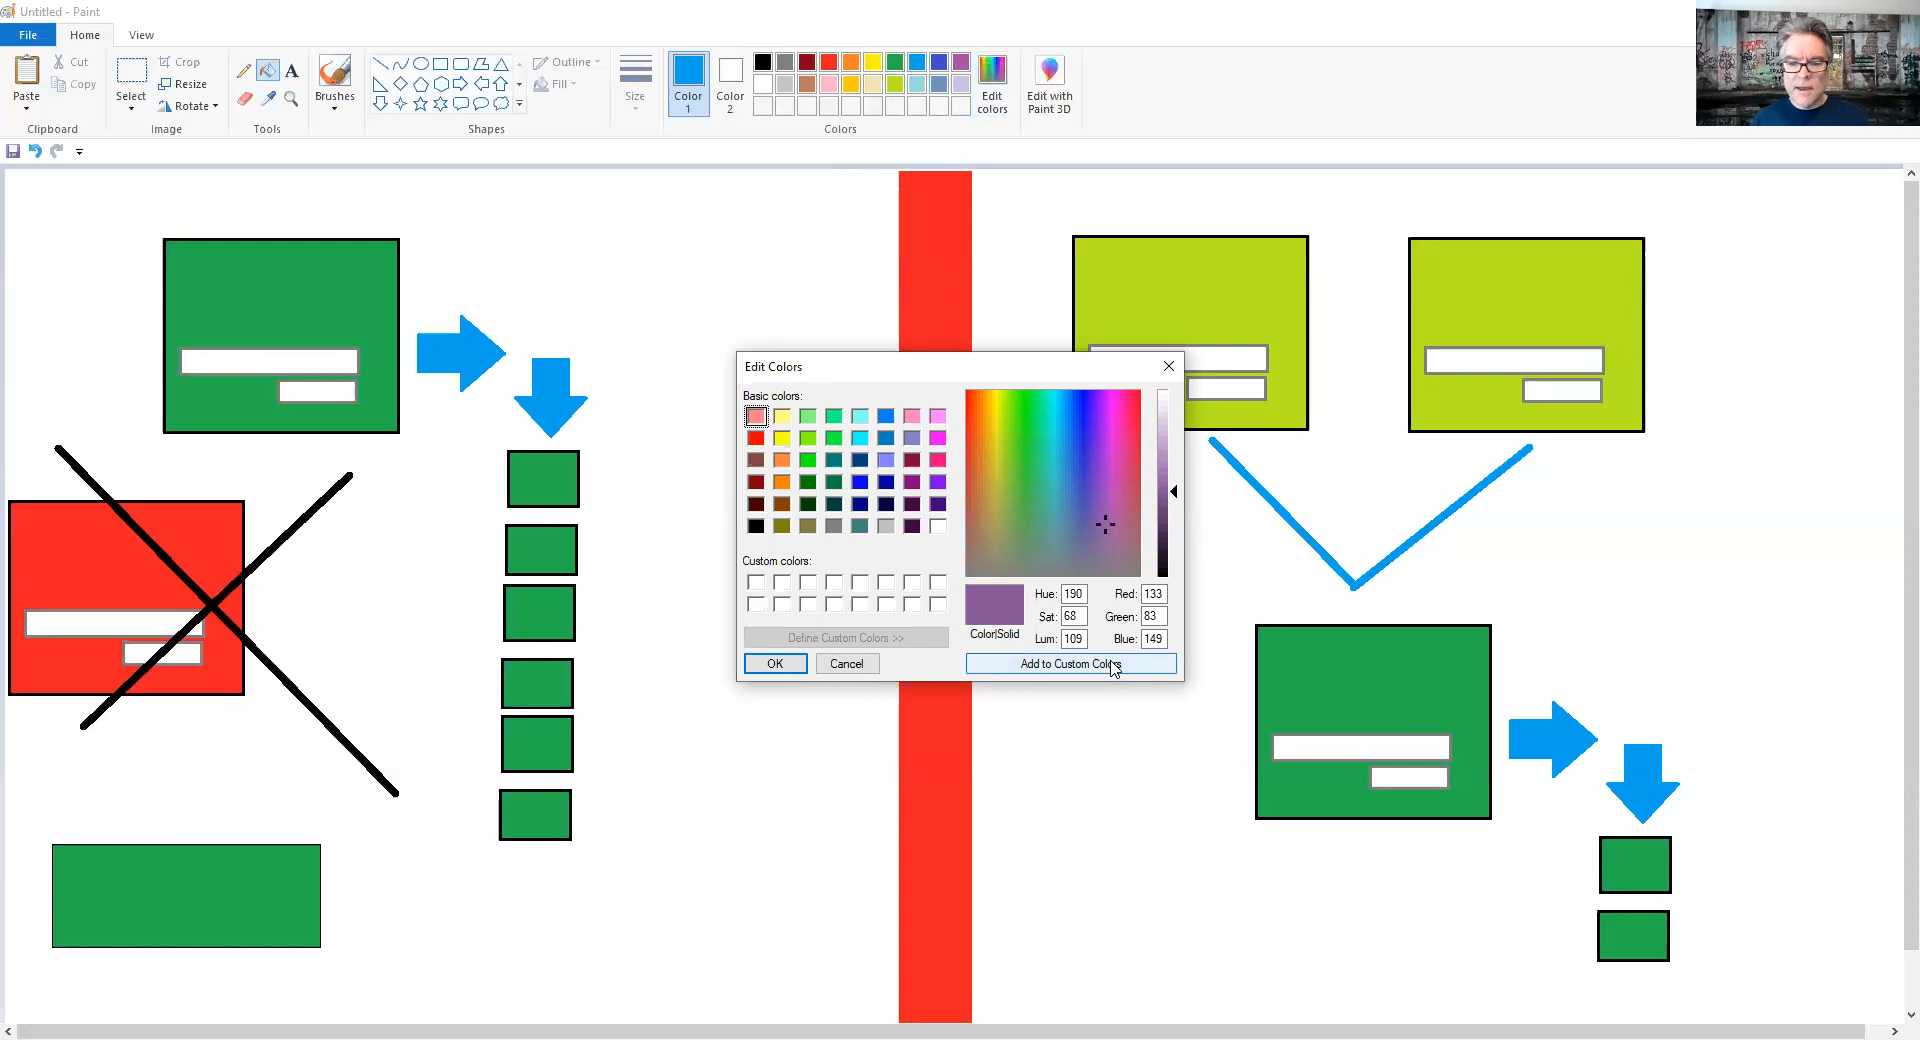 Untitled - Paint
File Home View
Paste
Cut
Copy
Clipboard
Select
Crop
Resize
Rotate
Image
A
Tools
Brushes
Outline
Fill
Shapes
Size
Color 1
Color 2
Edit colors
Colors
Edit with Paint 3D
Edit Colors
Basic colors:
Custom colors:
Define Custom Colors >>
OK Cancel
Hue: 190 Red: 133
Sat: 68 Green: 83
Color|Solid
Lum: 109 Blue: 149
Add to Custom Colors